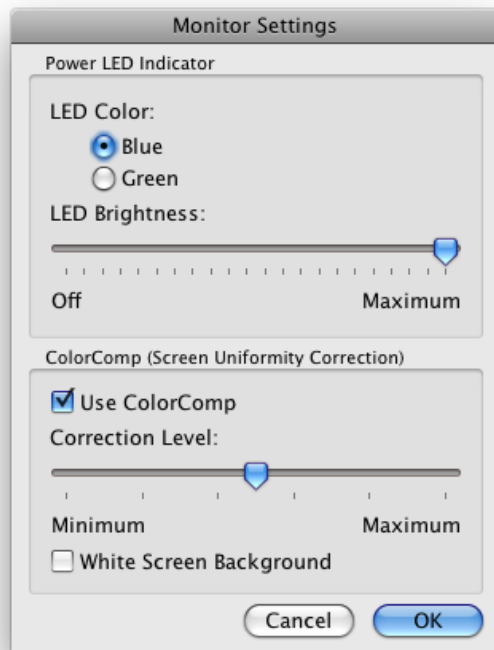 Monitor Settings
Power LED Indicator
LED Color:
Blue
Green
LED Brightness:
Off Maximum
ColorComp (Screen Uniformity Correction)
Use ColorComp
Correction Level:
Minimum Maximum
White Screen Background
Cancel OK